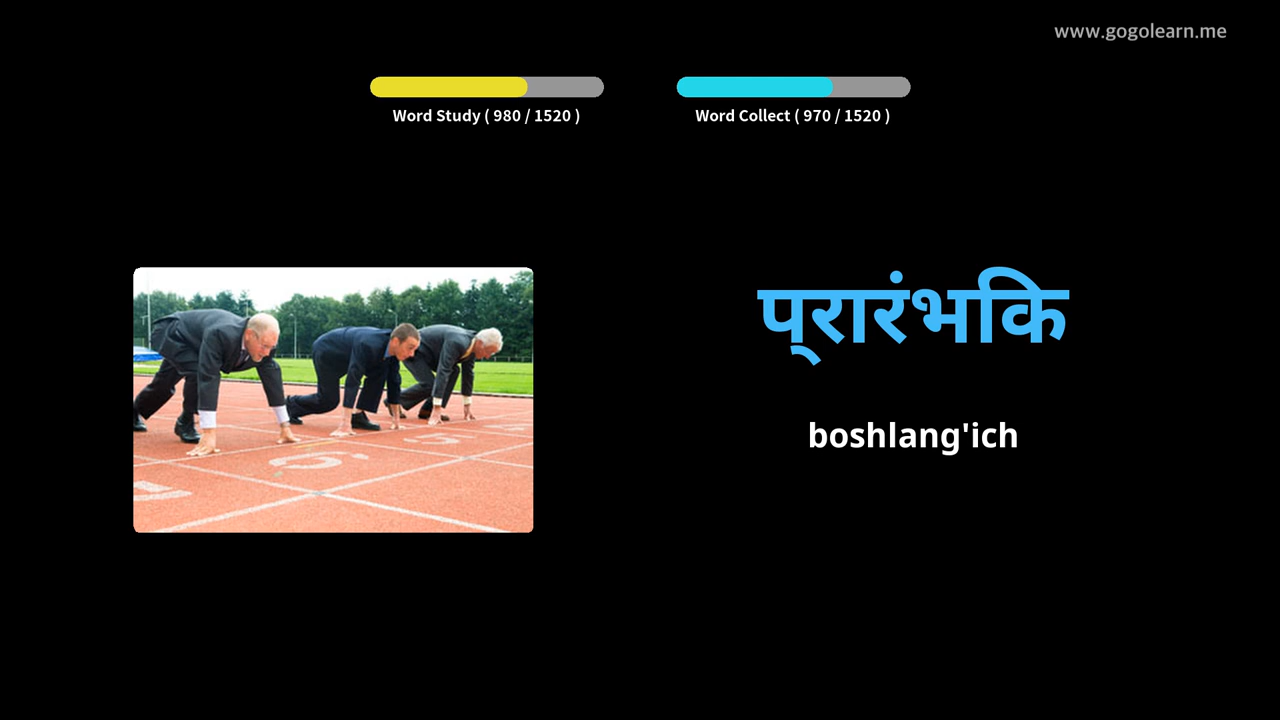 www.gogolearn.me
Word Study ( 980 / 1520 )
Word Collect ( 970 / 1520 )
प्रारंभकि
boshlang'ich